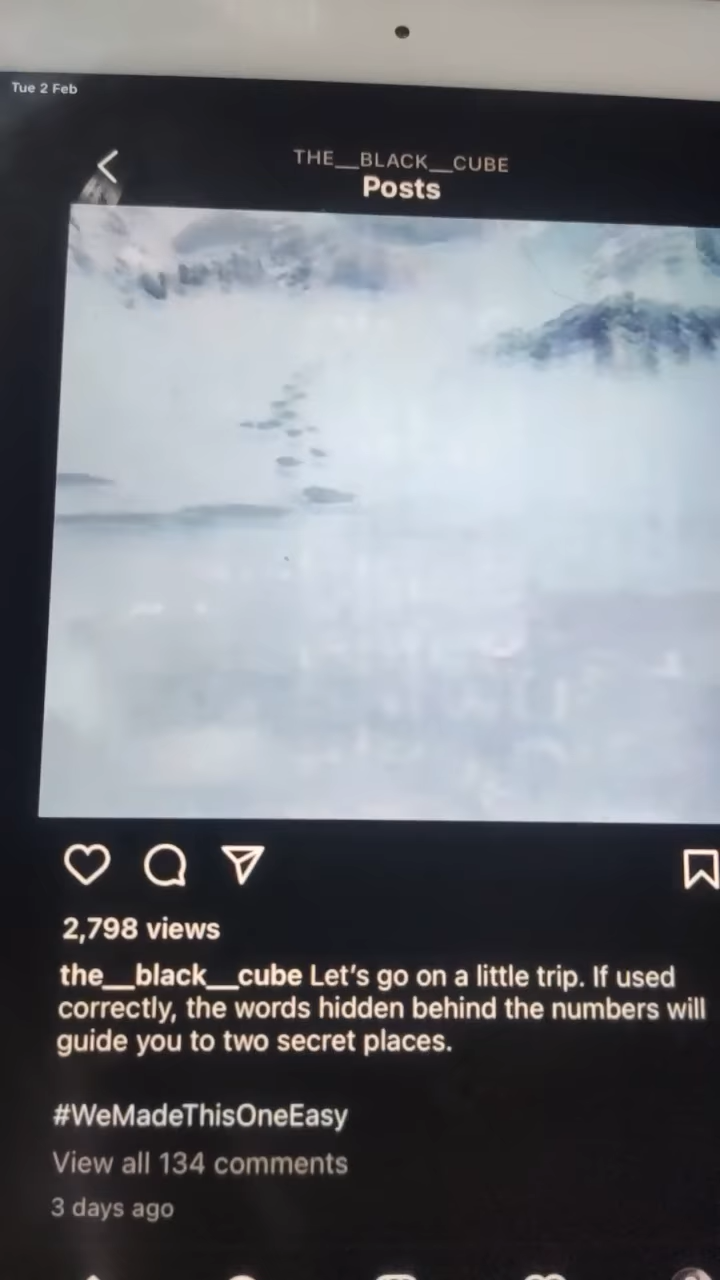 Tue 2 Feb
THE__BLACK__CUBE
Posts
2,798 views
the__black__cube Let's go on a little trip. If used
correctly, the words hidden behind the numbers will
guide you to two secret places.
#WeMadeThisOneEasy
View all 134 comments
3 days ago